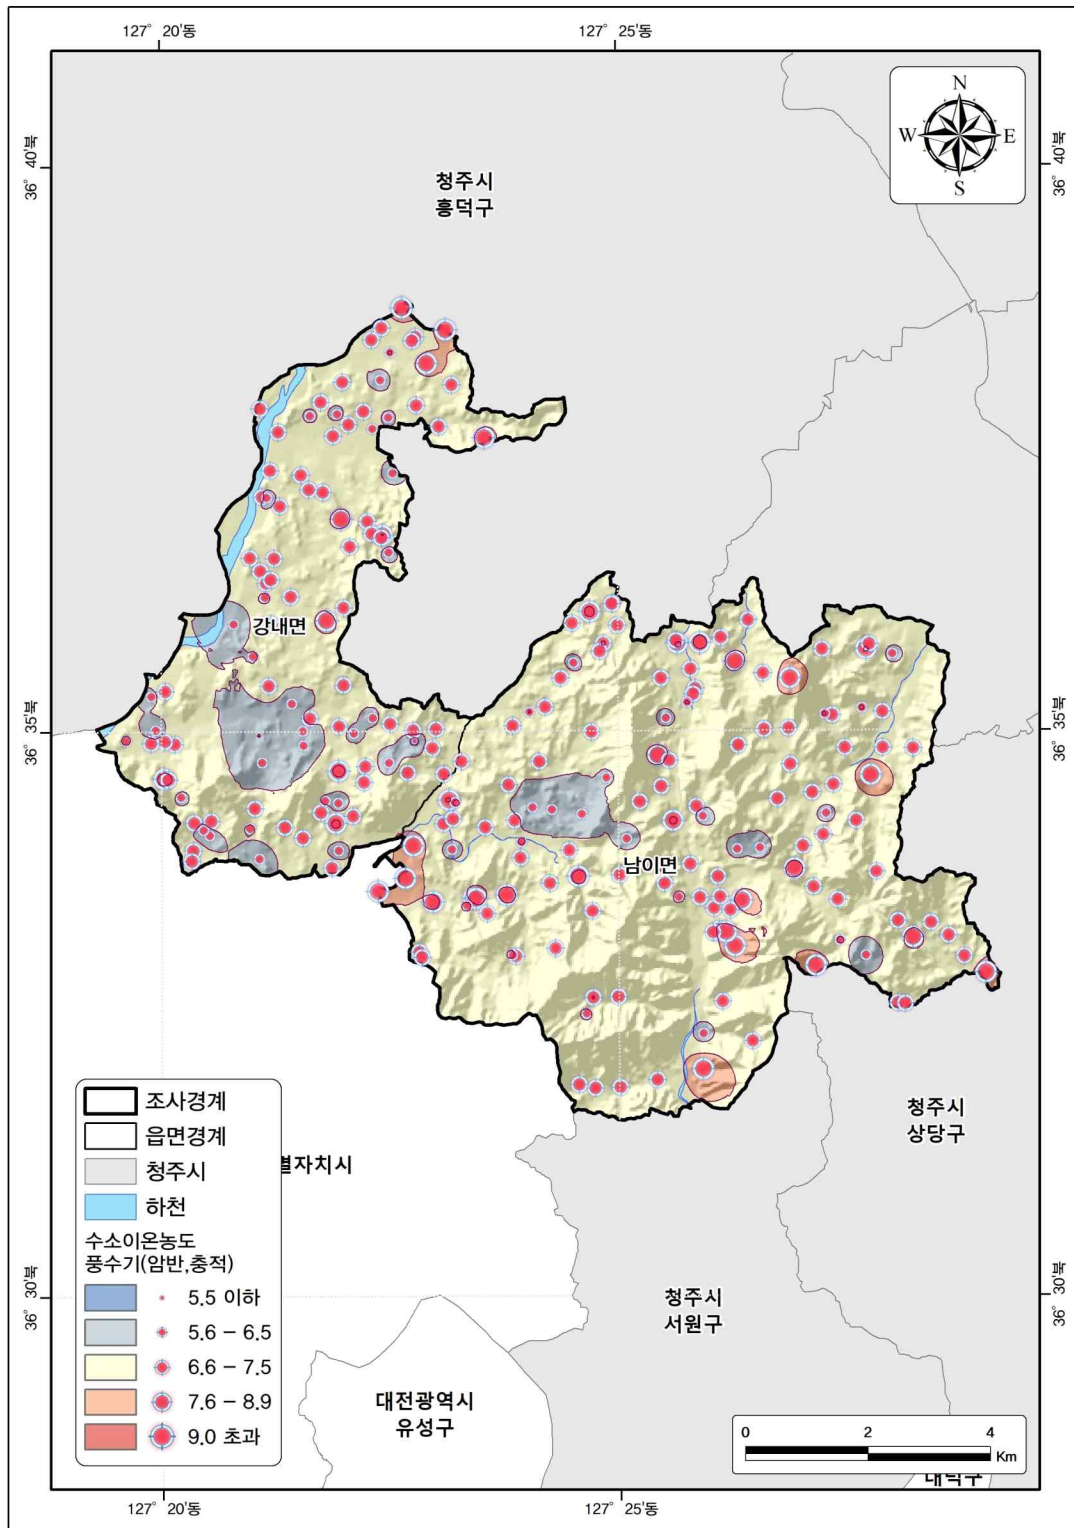 127° 20'동
127° 25'동
N
W
E
S
36° 40'북
36° 40'북
청주시
흥덕구
강내면
36° 35'북
36° 35'북
남이면
조사경계
읍면경계
청주시
하천
수소이온농도
풍수기(암반,충적)
5.5 이하
5.6 – 6.5
6.6 – 7.5
7.6 – 8.9
9.0 초과
별자치시
청주시
상당구
36° 30'북
36° 30'북
청주시
서원구
대전광역시
유성구
0
2
4
Km
대덕구
127° 20'동
127° 25'동